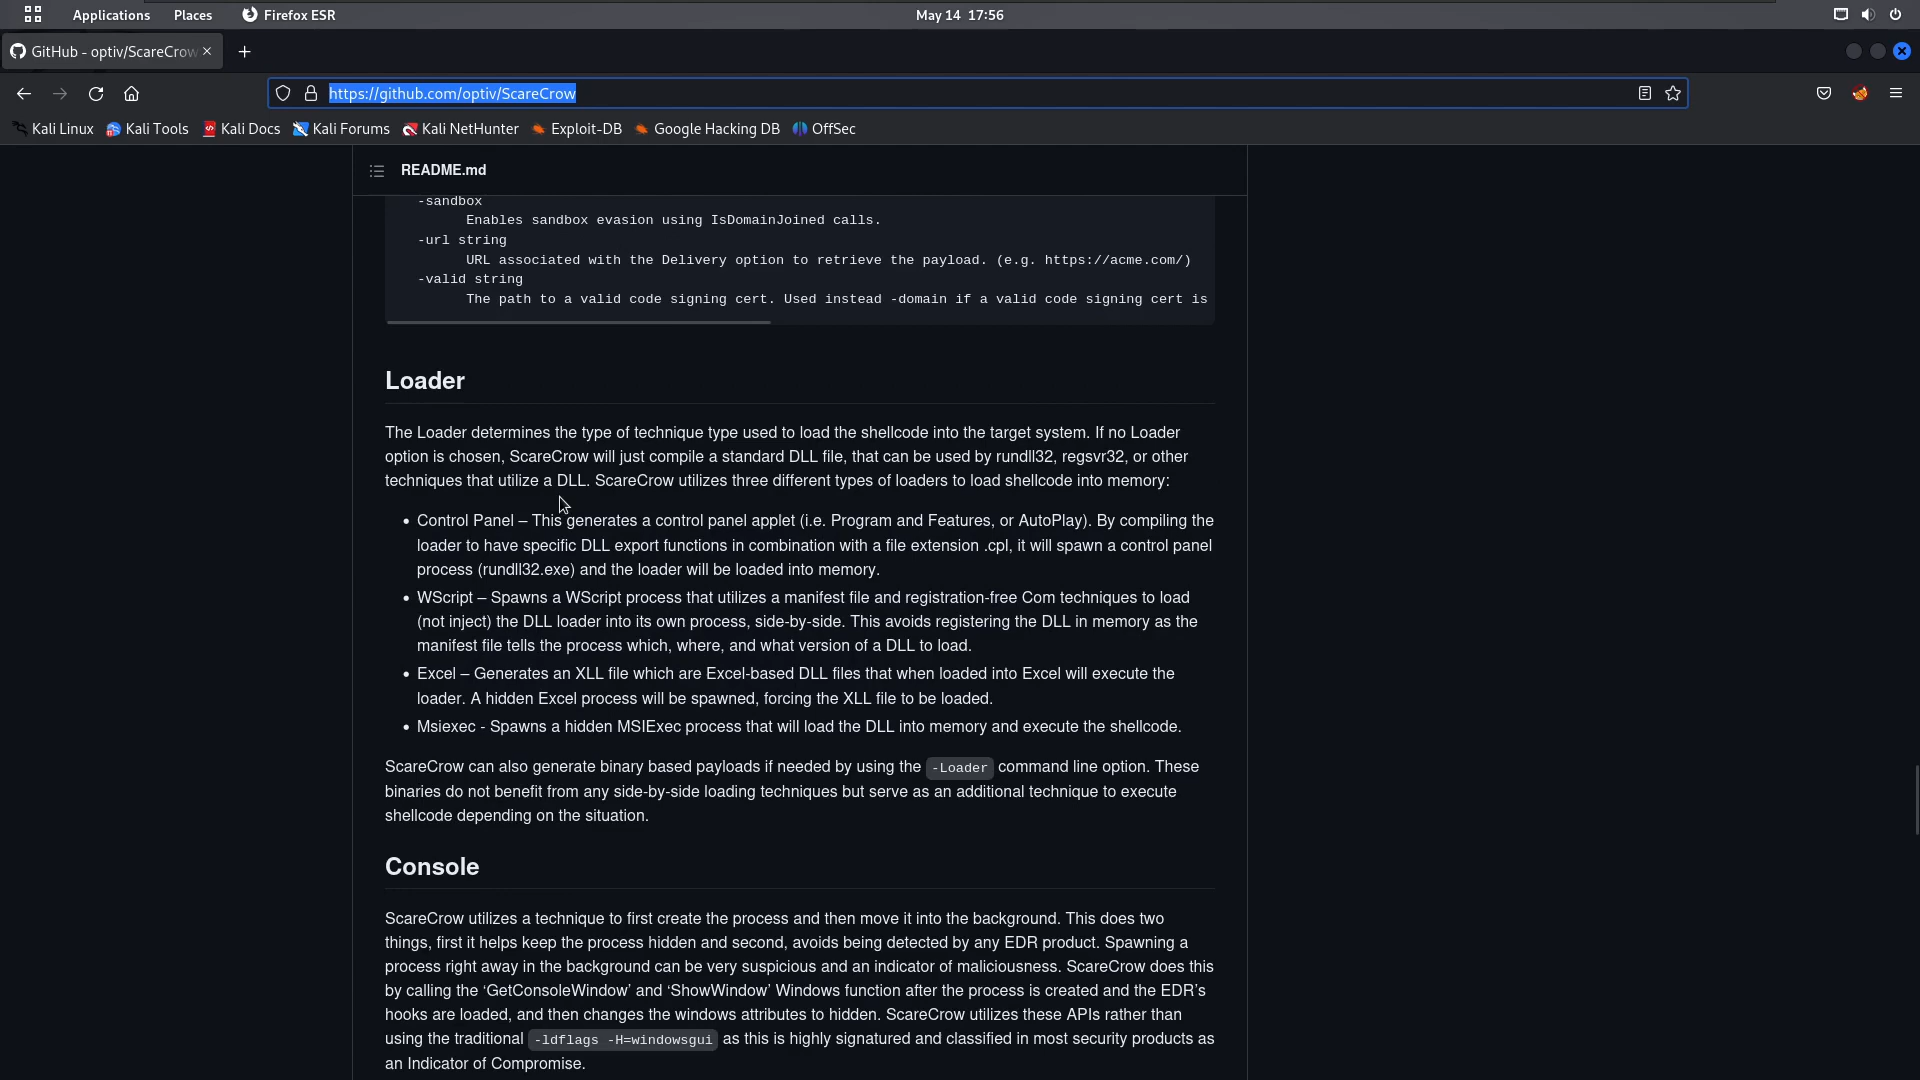 Applications Places Firefox ESR May 14 17:56
GitHub - optiv/ScareCrow
https://github.com/optiv/ScareCrow
Kali Linux Kali Tools Kali Docs Kali Forums Kali NetHunter Exploit-DB Google Hacking DB OffSec
README.md
-sandbox
Enables sandbox evasion using IsDomainJoined calls.
-url string
URL associated with the Delivery option to retrieve the payload. (e.g. https://acme.com/)
-valid string
The path to a valid code signing cert. Used instead -domain if a valid code signing cert is
Loader
The Loader determines the type of technique type used to load the shellcode into the target system. If no Loader
option is chosen, ScareCrow will just compile a standard DLL file, that can be used by rundll32, regsvr32, or other
techniques that utilize a DLL. ScareCrow utilizes three different types of loaders to load shellcode into memory:
• Control Panel – This generates a control panel applet (i.e. Program and Features, or AutoPlay). By compiling the
loader to have specific DLL export functions in combination with a file extension .cpl, it will spawn a control panel
process (rundll32.exe) and the loader will be loaded into memory.
• WScript – Spawns a WScript process that utilizes a manifest file and registration-free Com techniques to load
(not inject) the DLL loader into its own process, side-by-side. This avoids registering the DLL in memory as the
manifest file tells the process which, where, and what version of a DLL to load.
• Excel – Generates an XLL file which are Excel-based DLL files that when loaded into Excel will execute the
loader. A hidden Excel process will be spawned, forcing the XLL file to be loaded.
• Msiexec - Spawns a hidden MSIExec process that will load the DLL into memory and execute the shellcode.
ScareCrow can also generate binary based payloads if needed by using the -Loader command line option. These
binaries do not benefit from any side-by-side loading techniques but serve as an additional technique to execute
shellcode depending on the situation.
Console
ScareCrow utilizes a technique to first create the process and then move it into the background. This does two
things, first it helps keep the process hidden and second, avoids being detected by any EDR product. Spawning a
process right away in the background can be very suspicious and an indicator of maliciousness. ScareCrow does this
by calling the ‘GetConsoleWindow’ and ‘ShowWindow’ Windows function after the process is created and the EDR’s
hooks are loaded, and then changes the windows attributes to hidden. ScareCrow utilizes these APIs rather than
using the traditional -ldflags -H=windowsgui as this is highly signatured and classified in most security products as
an Indicator of Compromise.